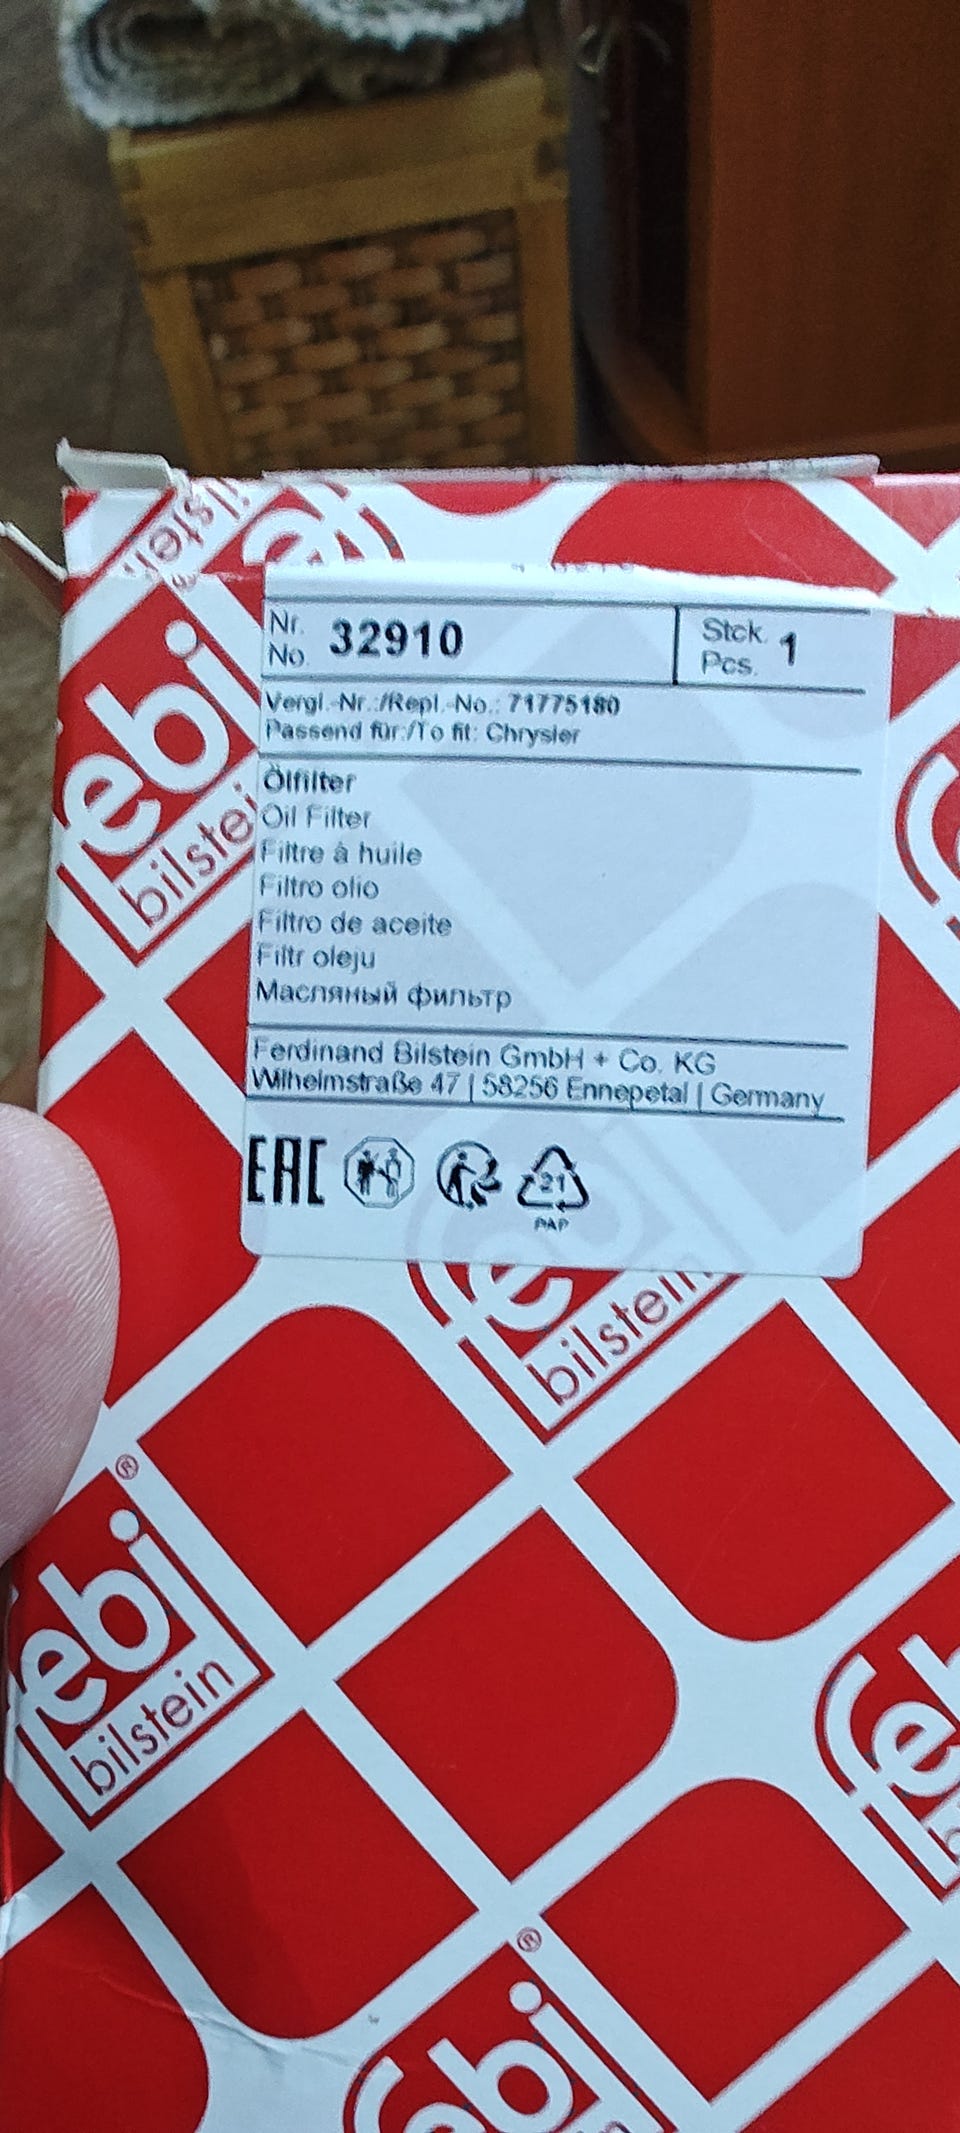 febi
bilstein
Nr.
No. 32910
Stck.
Pcs. 1
Vergl.-Nr.:/Repl.-No.: 71775180
Passend für:/To fit: Chrysler
Ölfilter
Oil Filter
Filtre à huile
Filtro olio
Filtro de aceite
Filtr oleju
Масляный фильтр
Ferdinand Bilstein GmbH + Co. KG
Wilhelmstraße 47 | 58256 Ennepetal | Germany
EAC
21
PAP
febi
bilstein
®
febi
bilstein
feb
®
febi